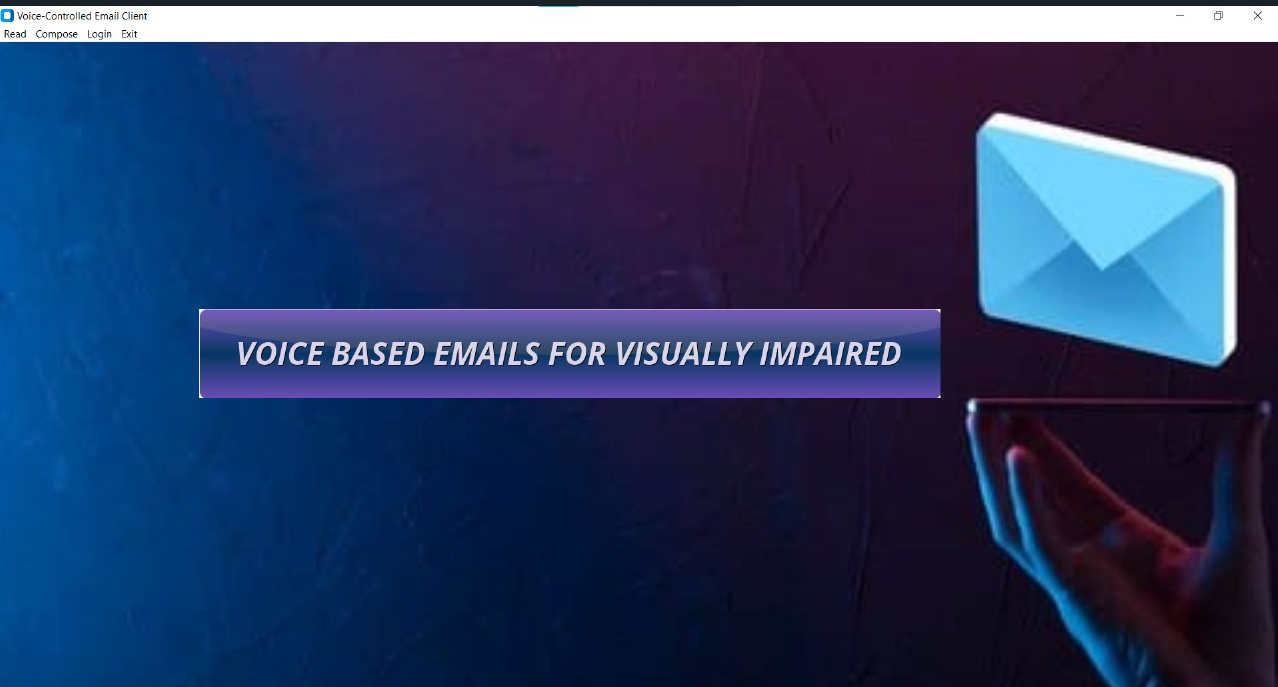 Voice-Controlled Email Client
Read Compose Login Exit
VOICE BASED EMAILS FOR VISUALLY IMPAIRED